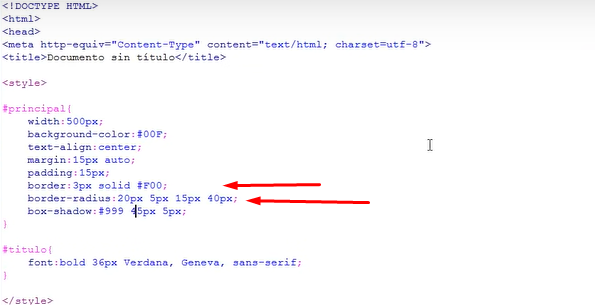 <!DOCTYPE HTML>
<html>
<head>
<meta http-equiv="Content-Type" content="text/html; charset=utf-8">
<title>Documento sin título</title>
<style>
#principal{
width:500px;
background-color:#00F;
text-align:center;
margin:15px auto;
padding:15px;
border:3px solid #F00;
border-radius:20px 5px 15px 40px;
box-shadow:#999 45px 5px;
}
#titulo{
font:bold 36px Verdana, Geneva, sans-serif;
}
</style>